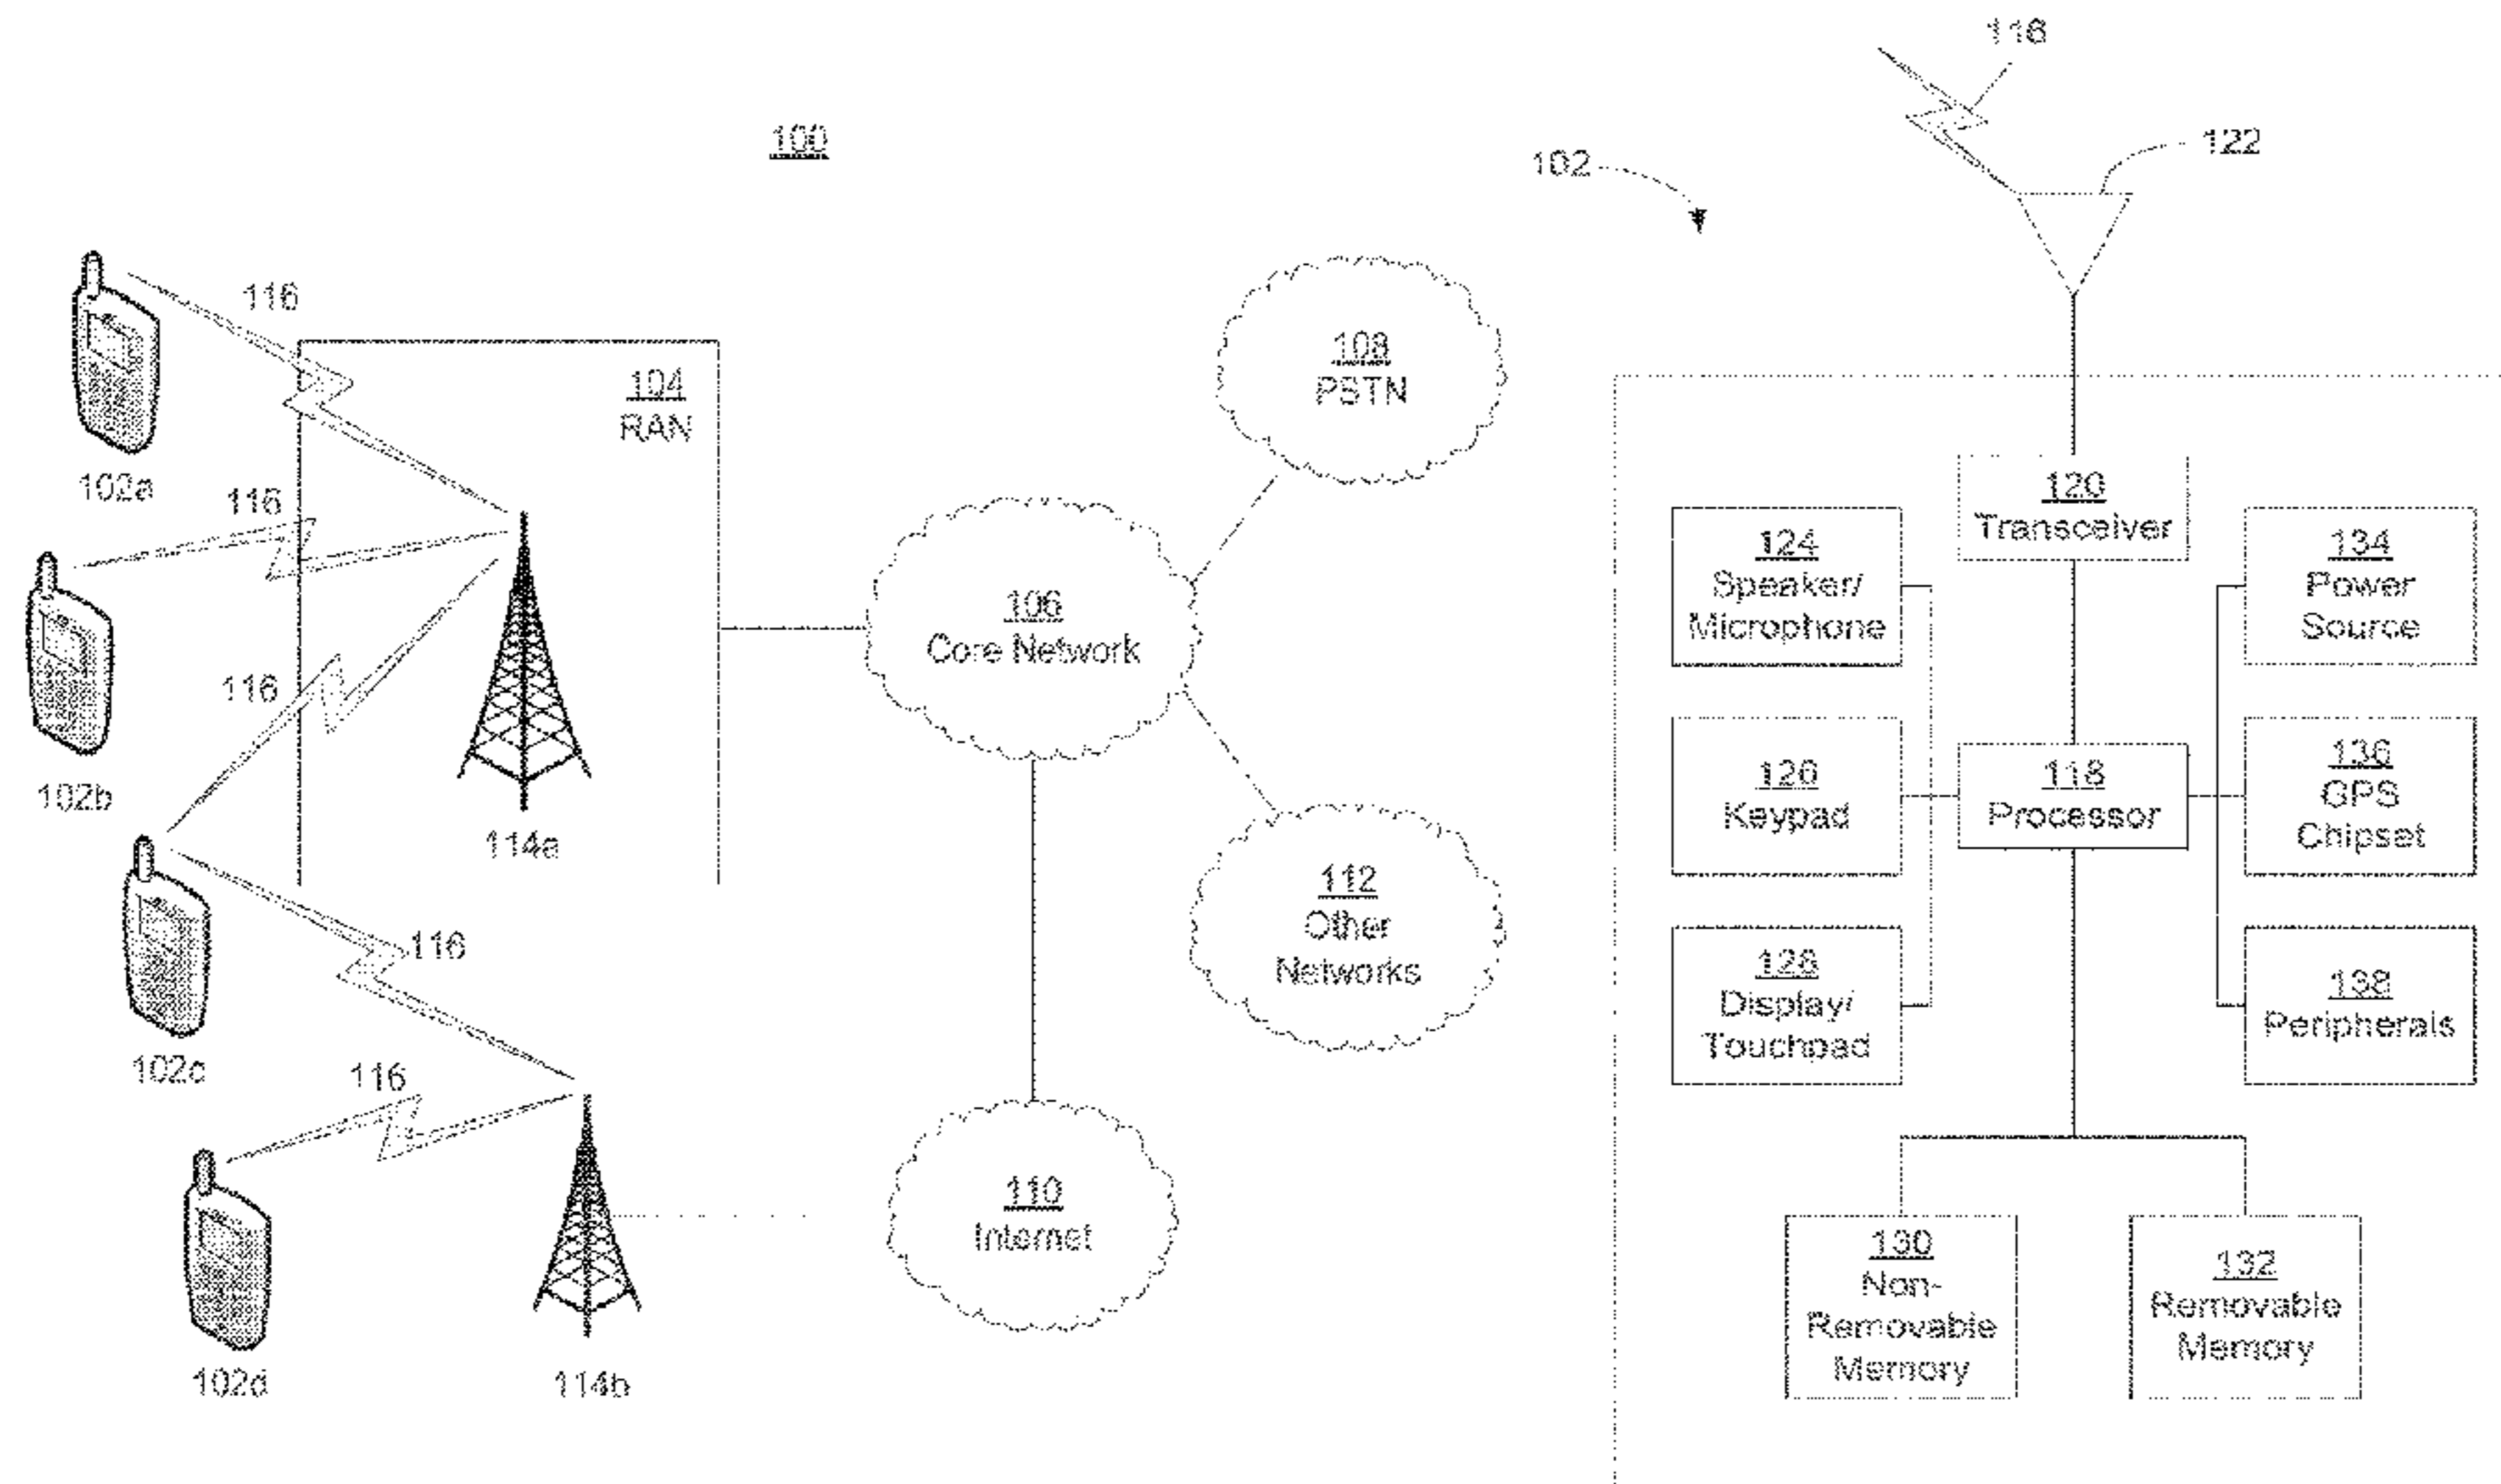 100
116
104
RAN
102a
116
102b
116
114a
102c
116
116
102d
114b
106
Core Network
108
PSTN
112
Other
Networks
110
Internet
116
102
122
120
Transceiver
124
Speaker/
Microphone
134
Power
Source
126
Keypad
118
Processor
136
GPS
Chipset
128
Display/
Touchpad
138
Peripherals
130
Non-
Removable
Memory
132
Removable
Memory